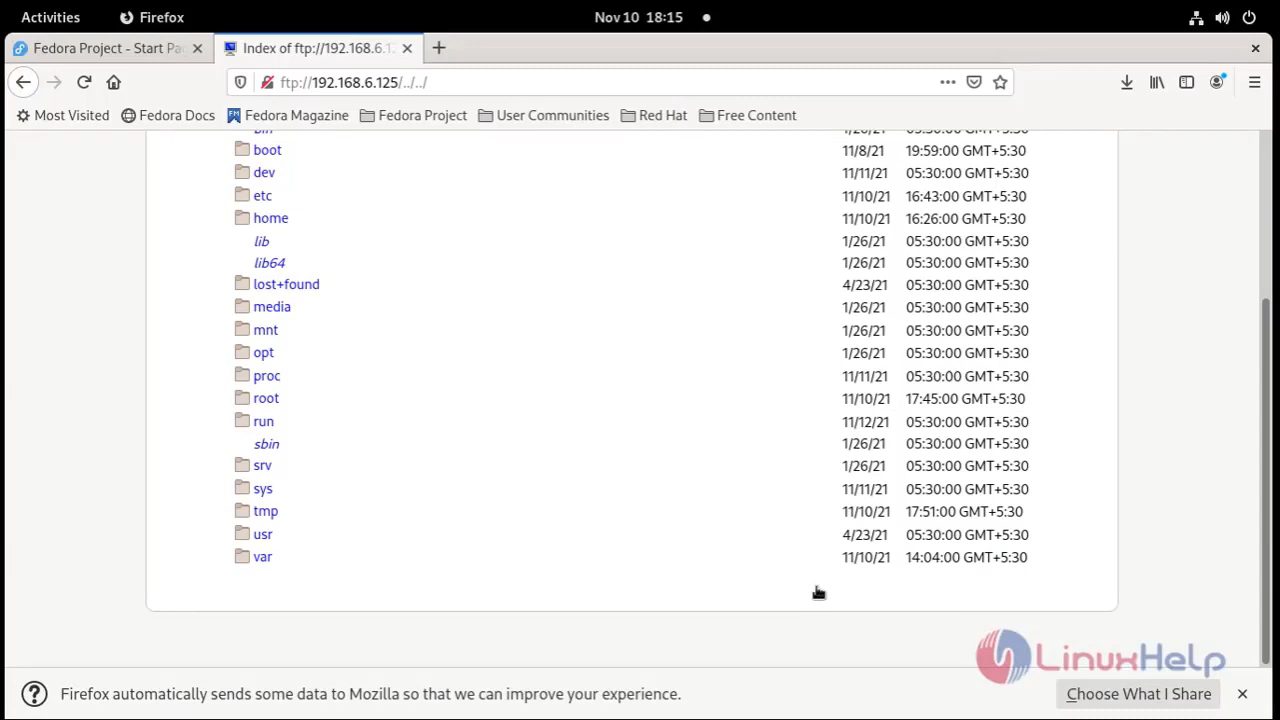 Activities Firefox Nov 10 18:15
Fedora Project - Start Pa Index of ftp://192.168.6.12
ftp://192.168.6.125/../../
Most Visited Fedora Docs Fedora Magazine Fedora Project User Communities Red Hat Free Content
bin 1/26/21 05:30:00 GMT+5:30
boot 11/8/21 19:59:00 GMT+5:30
dev 11/11/21 05:30:00 GMT+5:30
etc 11/10/21 16:43:00 GMT+5:30
home 11/10/21 16:26:00 GMT+5:30
lib 1/26/21 05:30:00 GMT+5:30
lib64 1/26/21 05:30:00 GMT+5:30
lost+found 4/23/21 05:30:00 GMT+5:30
media 1/26/21 05:30:00 GMT+5:30
mnt 1/26/21 05:30:00 GMT+5:30
opt 1/26/21 05:30:00 GMT+5:30
proc 11/11/21 05:30:00 GMT+5:30
root 11/10/21 17:45:00 GMT+5:30
run 11/12/21 05:30:00 GMT+5:30
sbin 1/26/21 05:30:00 GMT+5:30
srv 1/26/21 05:30:00 GMT+5:30
sys 11/11/21 05:30:00 GMT+5:30
tmp 11/10/21 17:51:00 GMT+5:30
usr 4/23/21 05:30:00 GMT+5:30
var 11/10/21 14:04:00 GMT+5:30
LinuxHelp
Firefox automatically sends some data to Mozilla so that we can improve your experience. Choose What I Share